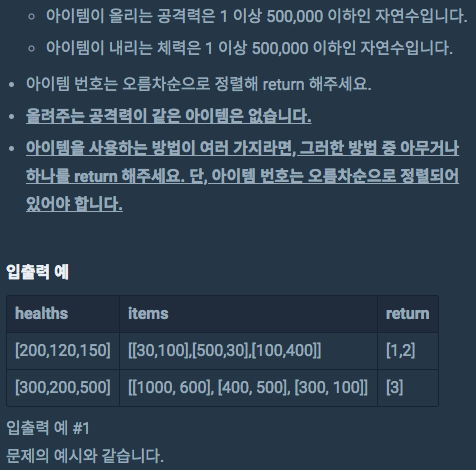 아이템이 올리는 공격력은 1 이상 500,000 이하인 자연수입니다.
아이템이 내리는 체력은 1 이상 500,000 이하인 자연수입니다.
아이템 번호는 오름차순으로 정렬해 return 해주세요.
올려주는 공격력이 같은 아이템은 없습니다.
아이템을 사용하는 방법이 여러 가지라면, 그러한 방법 중 아무거나
하나를 return 해주세요. 단, 아이템 번호는 오름차순으로 정렬되어
있어야 합니다.
입출력 예
healths items return
[200,120,150] [[30,100],[500,30],[100,400]] [1,2]
[300,200,500] [[1000, 600], [400, 500], [300, 100]] [3]
입출력 예 #1
문제의 예시와 같습니다.